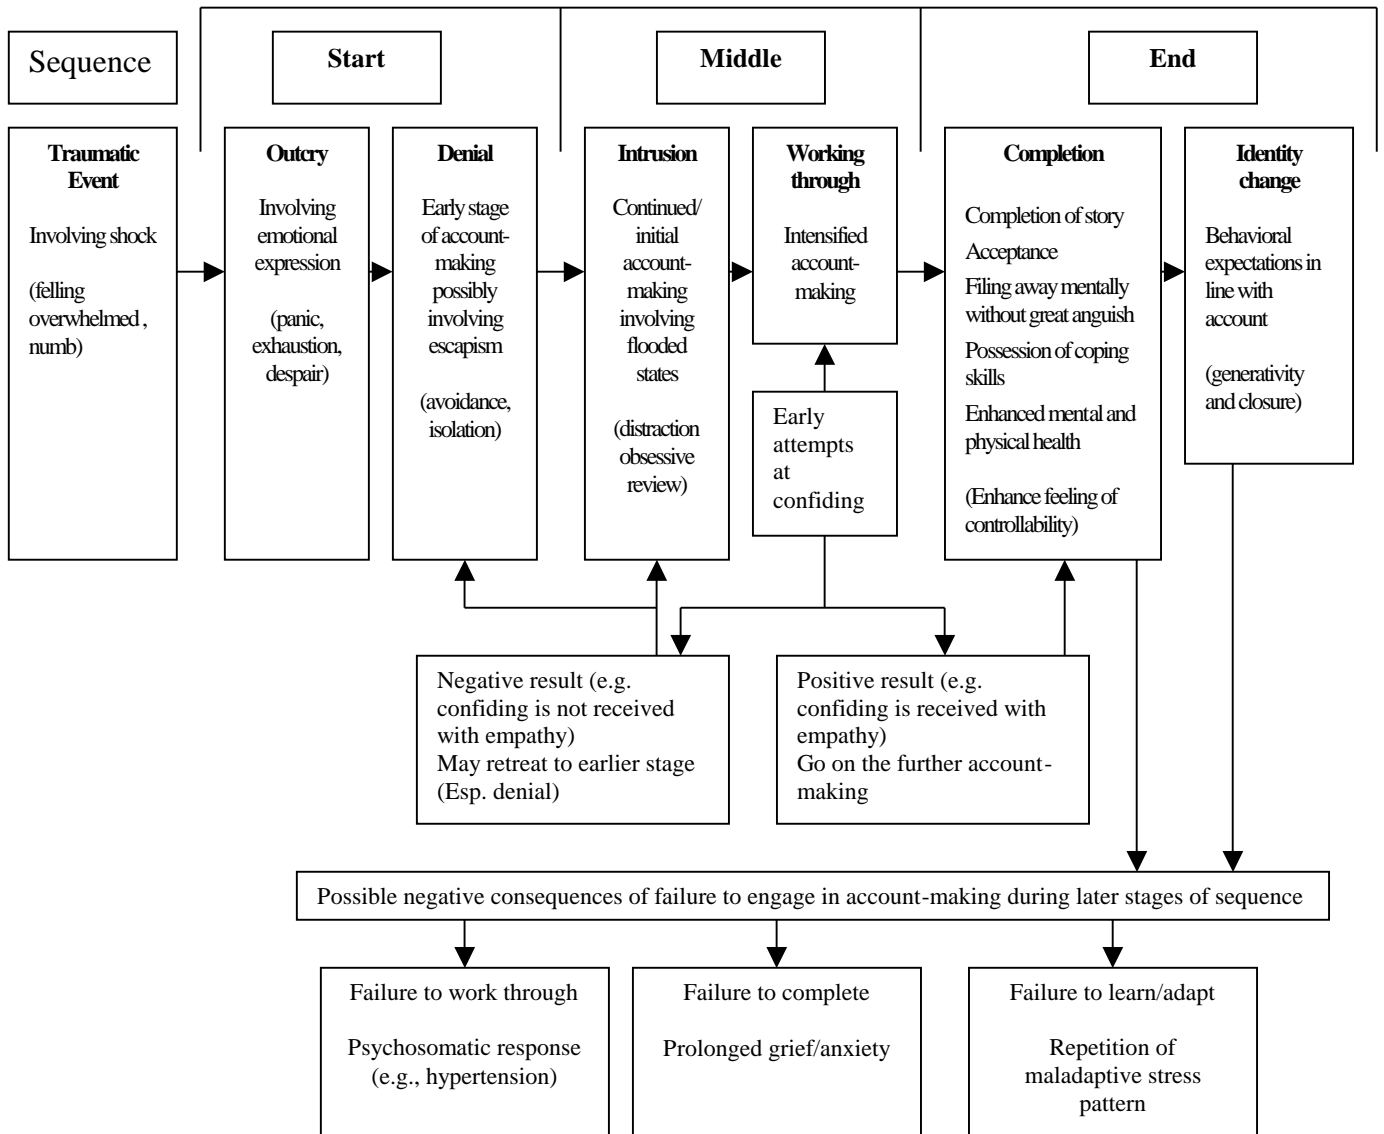 Sequence
Start
Middle
End
Traumatic
Event
Involving shock
(felling
overwhelmed ,
numb)
Outcry
Involving
emotional
expression
(panic,
exhaustion,
despair)
Denial
Early stage
of account-
making
possibly
involving
escapism
(avoidance,
isolation)
Intrusion
Continued/
initial
account-
making
involving
flooded
states
(distraction
obsessive
review)
Working
through
Intensified
account-
making
Early
attempts
at
confiding
Completion
Completion of story
Acceptance
Filing away mentally
without great anguish
Possession of coping
skills
Enhanced mental and
physical health
(Enhance feeling of
controllability)
Identity
change
Behavioral
expectations in
line with
account
(generativity
and closure)
Negative result (e.g.
confiding is not received
with empathy)
May retreat to earlier stage
(Esp. denial)
Positive result (e.g.
confiding is received with
empathy)
Go on the further account-
making
Possible negative consequences of failure to engage in account-making during later stages of sequence
Failure to work through
Psychosomatic response
(e.g., hypertension)
Failure to complete
Prolonged grief/anxiety
Failure to learn/adapt
Repetition of
maladaptive stress
pattern